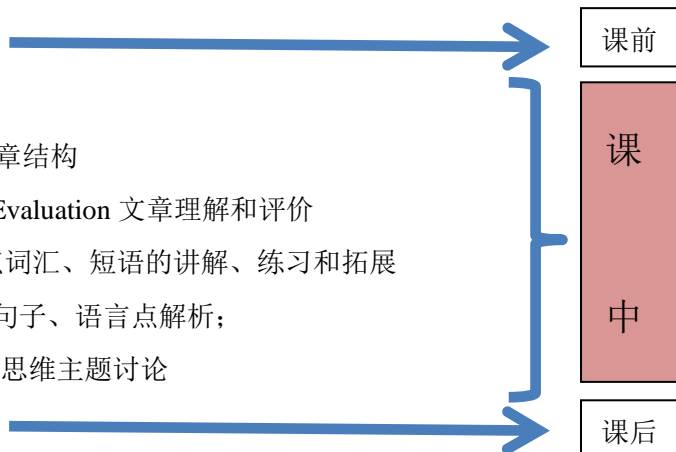 课前
章结构
Evaluation 文章理解和评价
词汇、短语的讲解、练习和拓展
句子、语言点解析；
思维主题讨论
课
中
课后